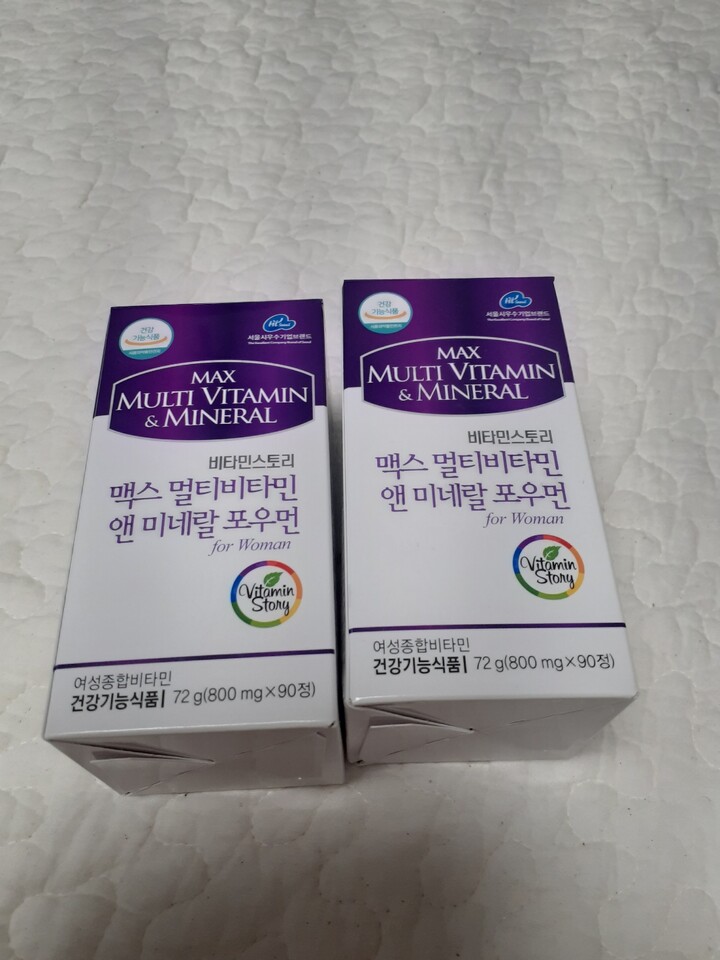 건강
기능식품
Hi! Seoul
서울시우수기업브랜드
MAX
MULTI VITAMIN
& MINERAL
비타민스토리
맥스 멀티비타민
앤 미네랄 포우먼
for Woman
Vitamin
Story
여성종합비타민
건강기능식품 72 g(800 mg×90정)
건강
기능식품
Hi! Seoul
서울시우수기업브랜드
MAX
MULTI VITAMIN
& MINERAL
비타민스토리
맥스 멀티비타민
앤 미네랄 포우먼
for Woman
Vitamin
Story
여성종합비타민
건강기능식품 72 g(800 mg×90정)